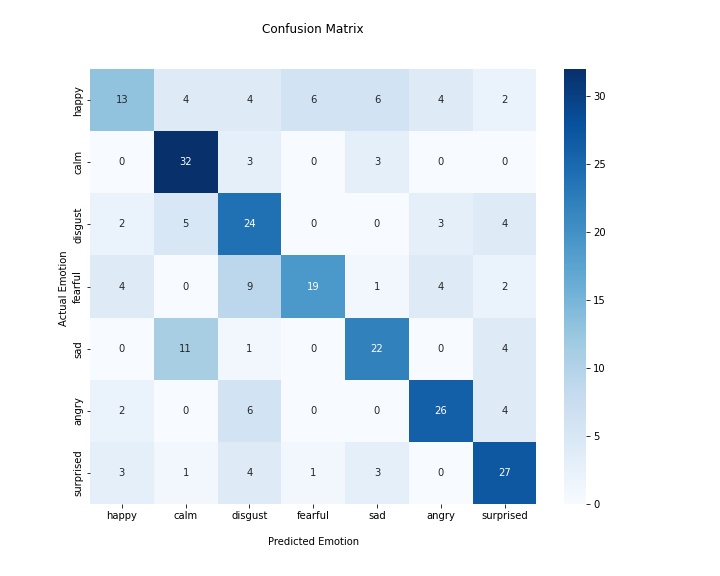 Confusion Matrix
happy 13 4 4 6 6 4 2
calm 0 32 3 0 3 0 0
disgust 2 5 24 0 0 3 4
fearful 4 0 9 19 1 4 2
sad 0 11 1 0 22 0 4
angry 2 0 6 0 0 26 4
surprised 3 1 4 1 3 0 27
Actual Emotion
happy calm disgust fearful sad angry surprised
Predicted Emotion
30
25
20
15
10
5
0